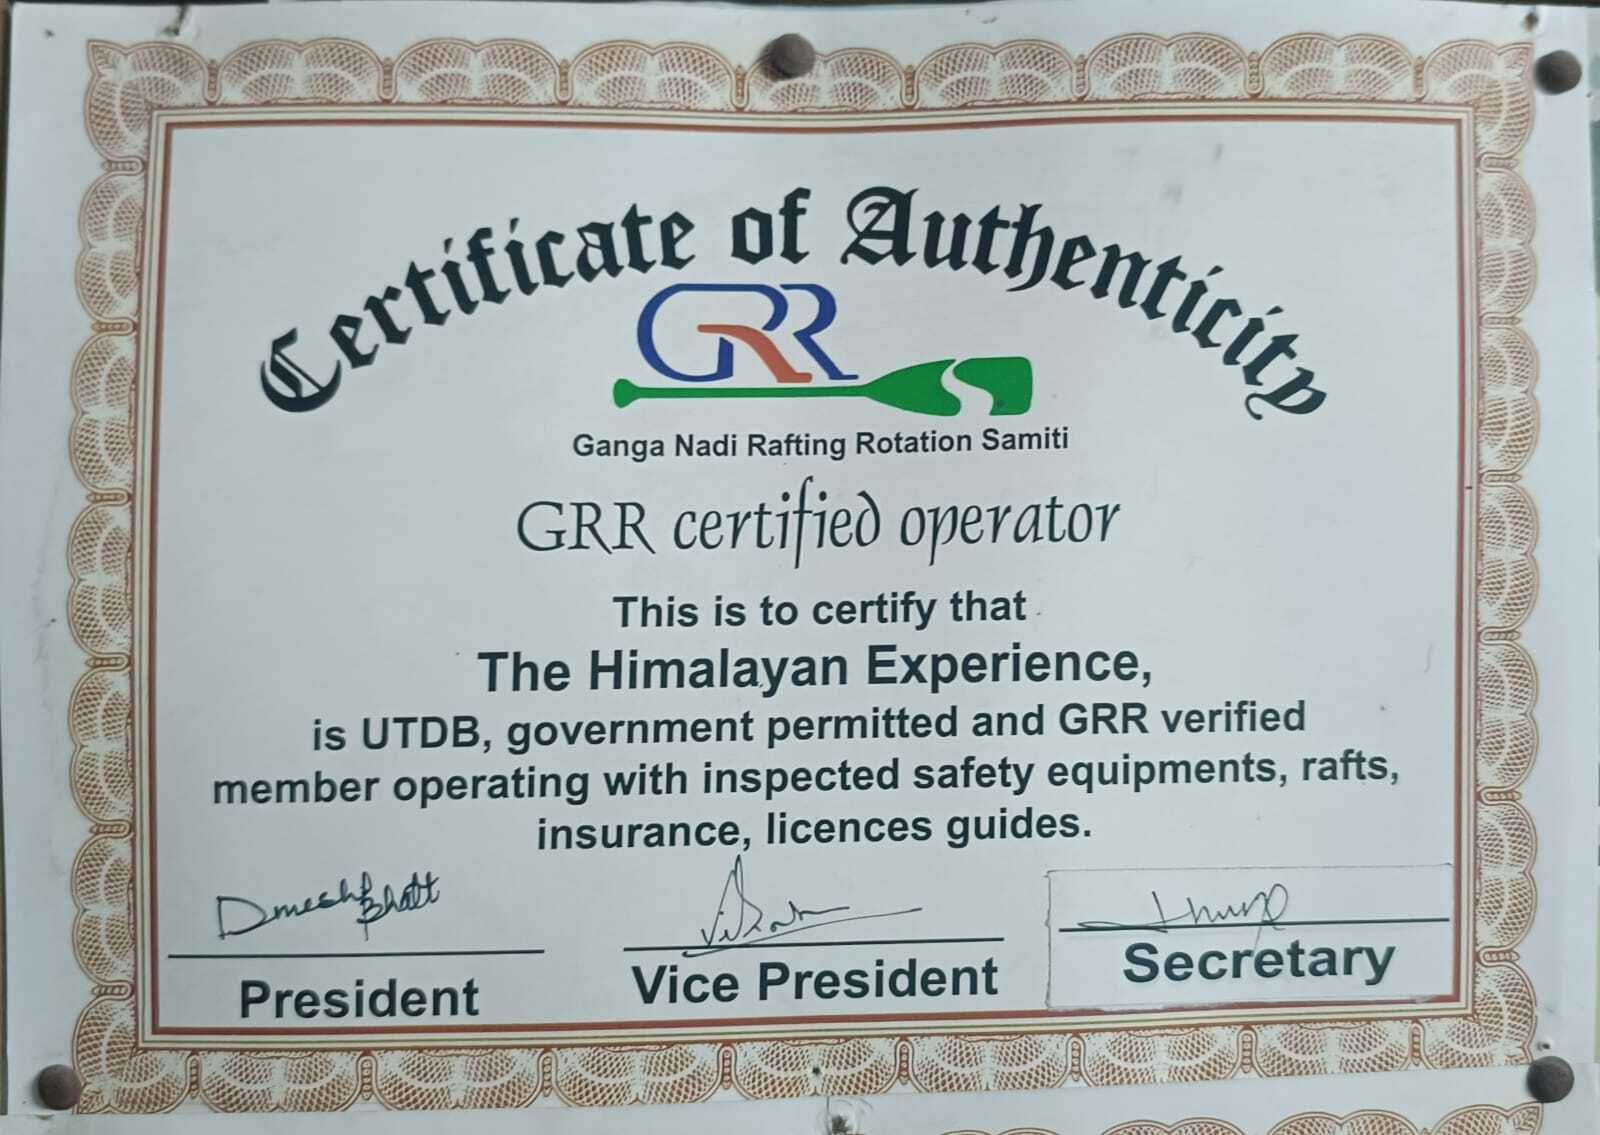 Certificate of Authenticity
GRR
Ganga Nadi Rafting Rotation Samiti
GRR certified operator
This is to certify that
The Himalayan Experience,
is UTDB, government permitted and GRR verified
member operating with inspected safety equipments, rafts,
insurance, licences guides.
Dmesh Bhatt
President
Vice President
Secretary